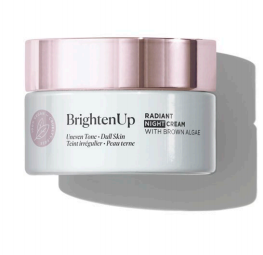 BrightenUp
Uneven Tone • Dull Skin
Teint irrégulier • Peau terne
RADIANT
NIGHT CREAM
WITH BROWN ALGAE